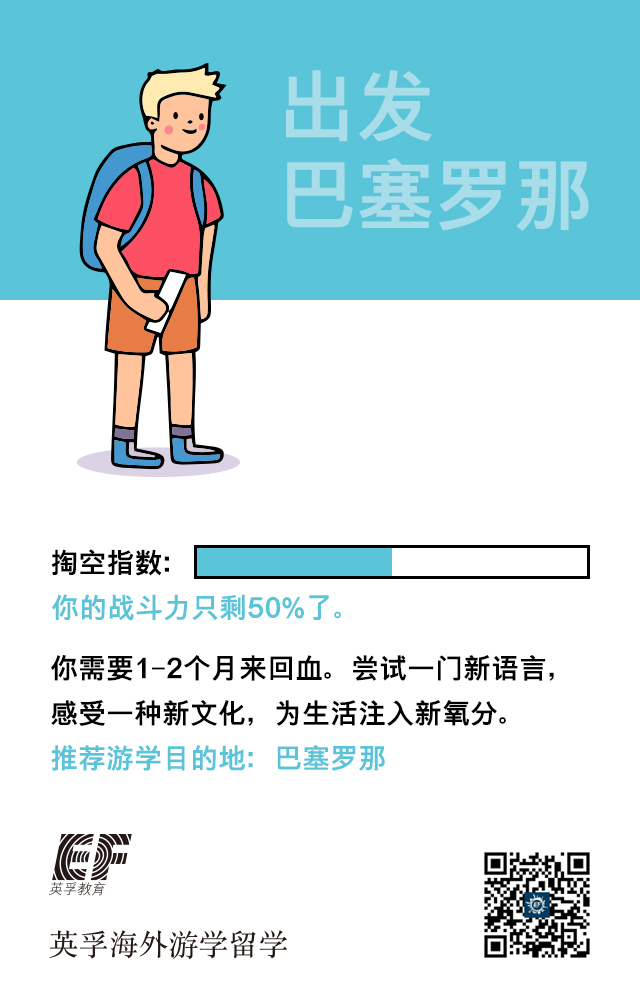 出发
巴塞罗那
掏空指数:
你的战斗力只剩50%了。
你需要1-2个月来回血。尝试一门新语言，
感受一种新文化，为生活注入新氧分。
推荐游学目的地：巴塞罗那
EF
英孚教育
英孚海外游学留学